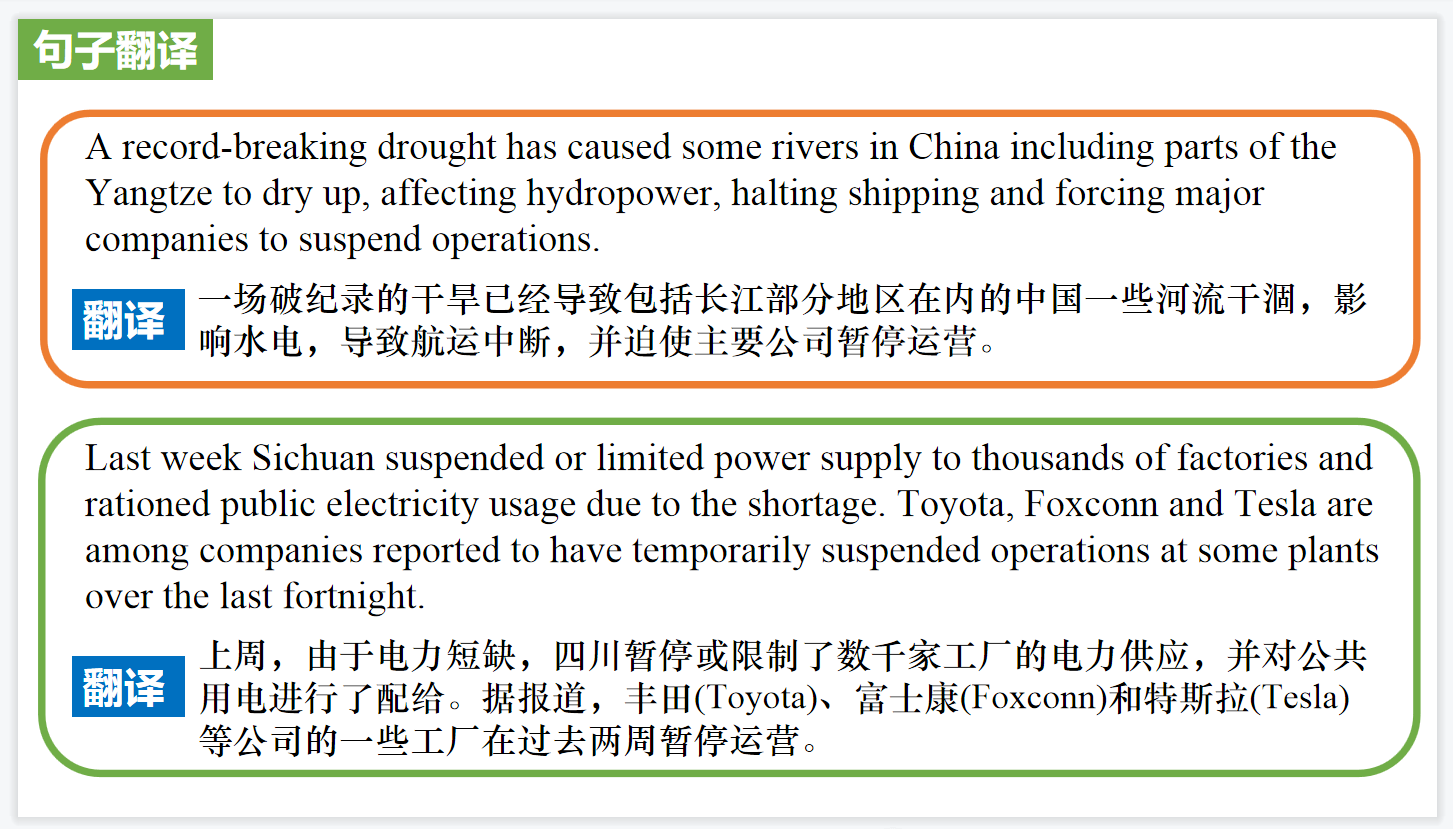 句子翻译
A record-breaking drought has caused some rivers in China including parts of the
Yangtze to dry up, affecting hydropower, halting shipping and forcing major
companies to suspend operations.
翻译
一场破纪录的干旱已经导致包括长江部分地区在内的中国一些河流干涸，影
响水电，导致航运中断，并迫使主要公司暂停运营。
Last week Sichuan suspended or limited power supply to thousands of factories and
rationed public electricity usage due to the shortage. Toyota, Foxconn and Tesla are
among companies reported to have temporarily suspended operations at some plants
over the last fortnight.
翻译
上周，由于电力短缺，四川暂停或限制了数千家工厂的电力供应，并对公共
用电进行了配给。据报道，丰田(Toyota)、富士康(Foxconn)和特斯拉(Tesla)
等公司的一些工厂在过去两周暂停运营。